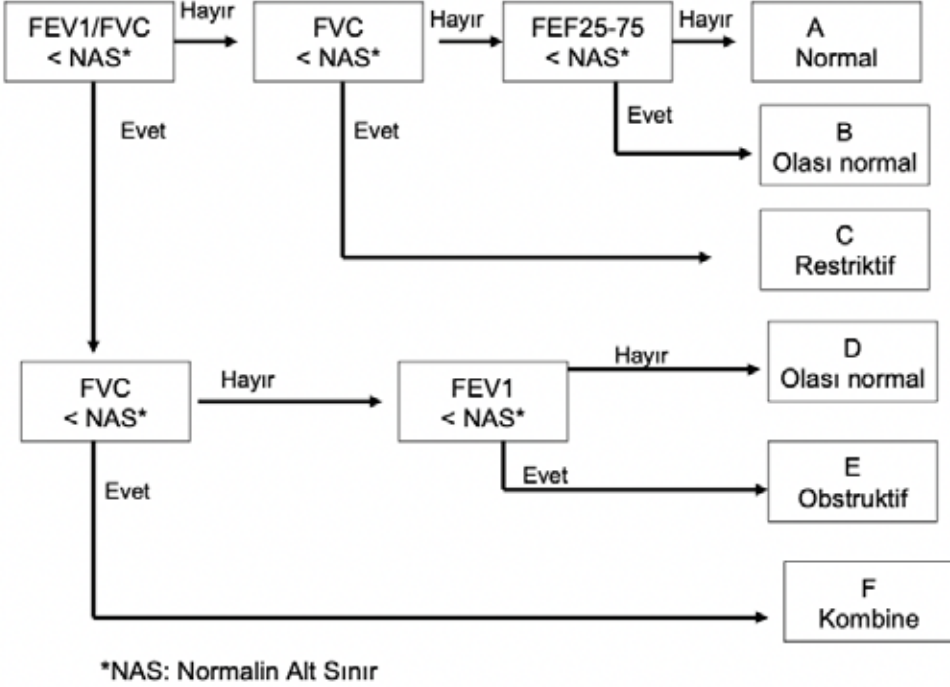 FEV1/FVC
< NAS*
Hayır
FVC
< NAS*
Hayır
FEF25-75
< NAS*
Hayır
A
Normal
Evet
Evet
Evet
B
Olası normal
C
Restriktif
FVC
< NAS*
Hayır
FEV1
< NAS*
Hayır
D
Olası normal
Evet
Evet
E
Obstruktif
F
Kombine
*NAS: Normalin Alt Sınır